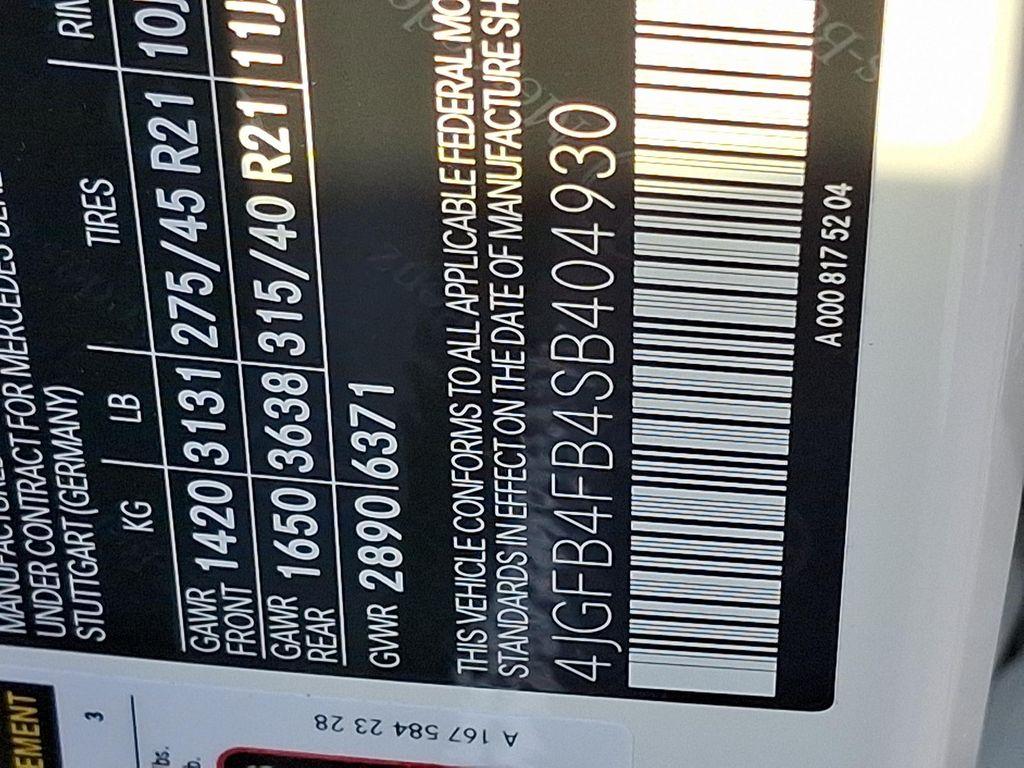 UNDER CONTRACT FOR MERCEDES
STUTTGART (GERMANY)
KG LB TIRES
GAWR FRONT 1420 3131 275/45 R21 10J
GAWR REAR 1650 3638 315/40 R21 11J
GVWR 2890 6371
THIS VEHICLE CONFORMS TO ALL APPLICABLE FEDERAL
STANDARDS IN EFFECT ON THE DATE OF MANUFACTURE
4JGFB4FB4SB404930
A 000 817 52 04
A 167 584 23 28
3